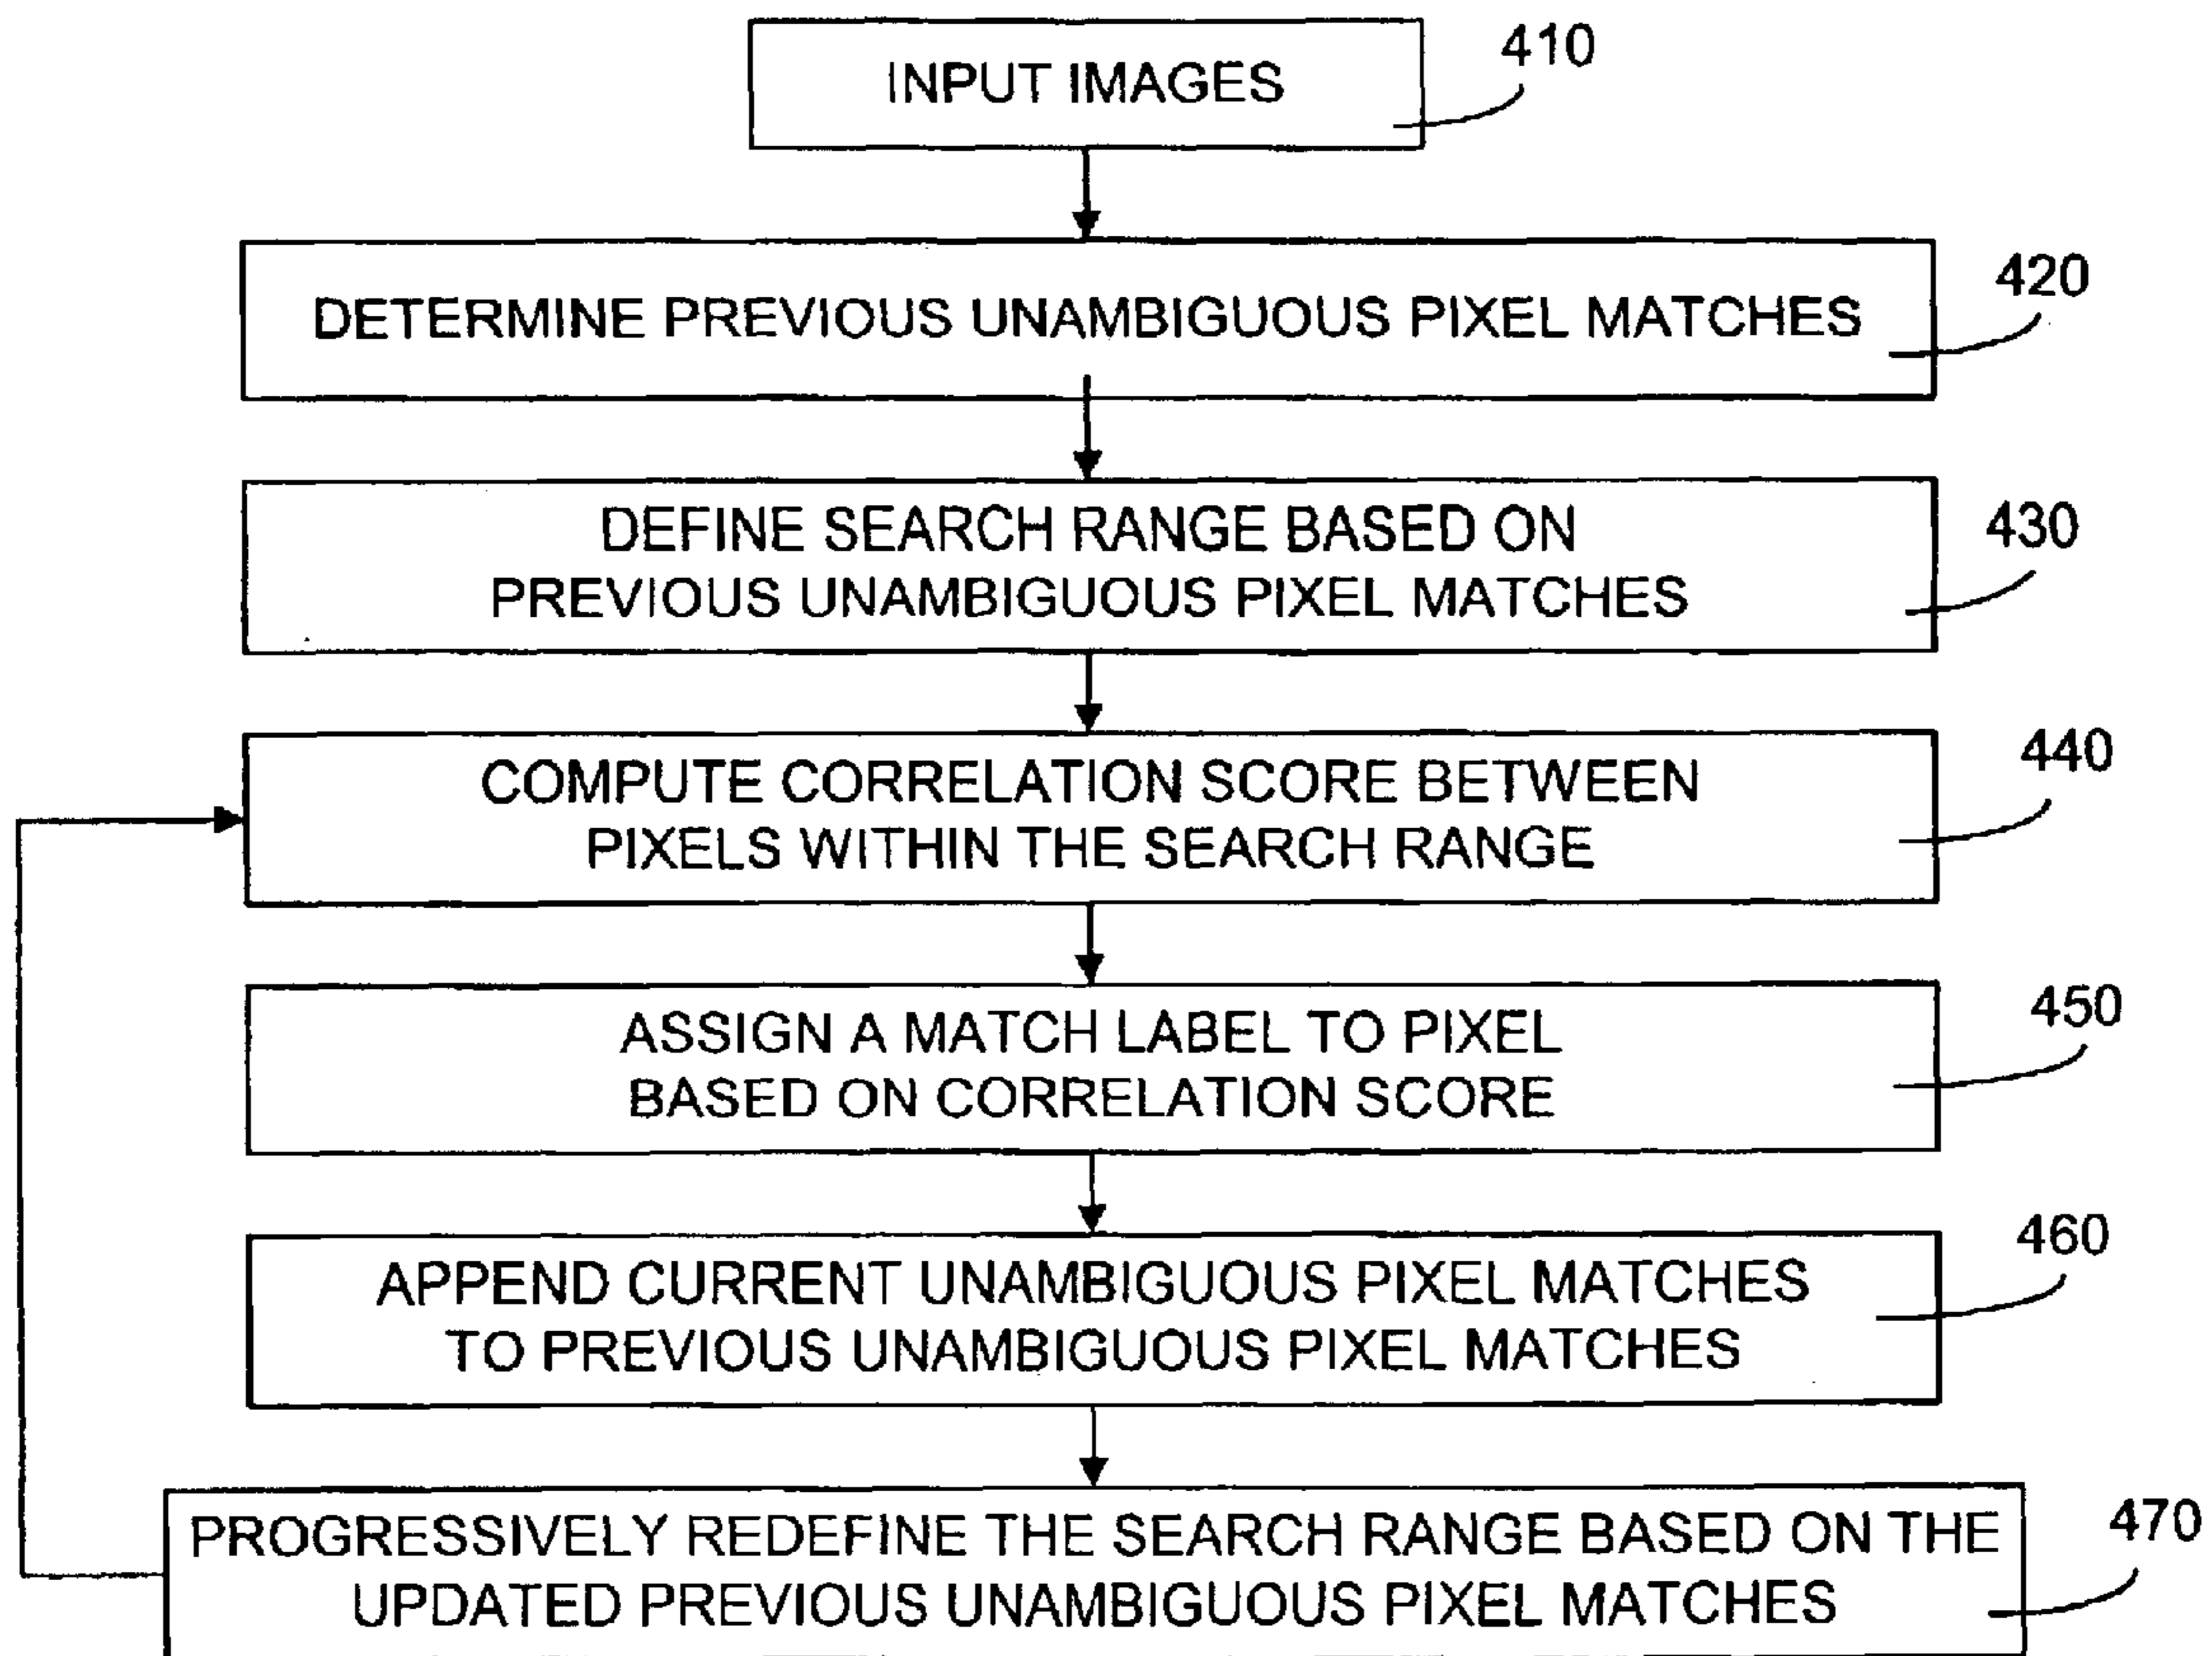 INPUT IMAGES
410
DETERMINE PREVIOUS UNAMBIGUOUS PIXEL MATCHES
420
DEFINE SEARCH RANGE BASED ON
PREVIOUS UNAMBIGUOUS PIXEL MATCHES
430
COMPUTE CORRELATION SCORE BETWEEN
PIXELS WITHIN THE SEARCH RANGE
440
ASSIGN A MATCH LABEL TO PIXEL
BASED ON CORRELATION SCORE
450
APPEND CURRENT UNAMBIGUOUS PIXEL MATCHES
TO PREVIOUS UNAMBIGUOUS PIXEL MATCHES
460
PROGRESSIVELY REDEFINE THE SEARCH RANGE BASED ON THE
UPDATED PREVIOUS UNAMBIGUOUS PIXEL MATCHES
470